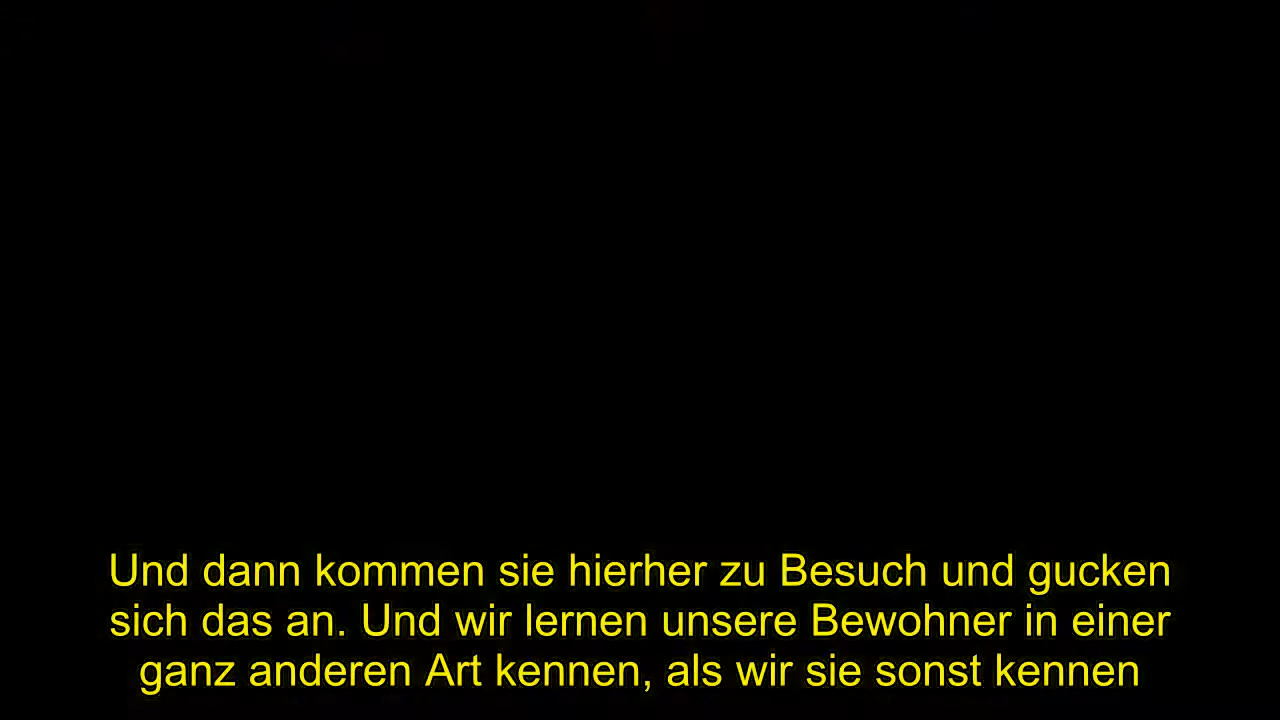 Und dann kommen sie hierher zu Besuch und gucken
sich das an. Und wir lernen unsere Bewohner in einer
ganz anderen Art kennen, als wir sie sonst kennen